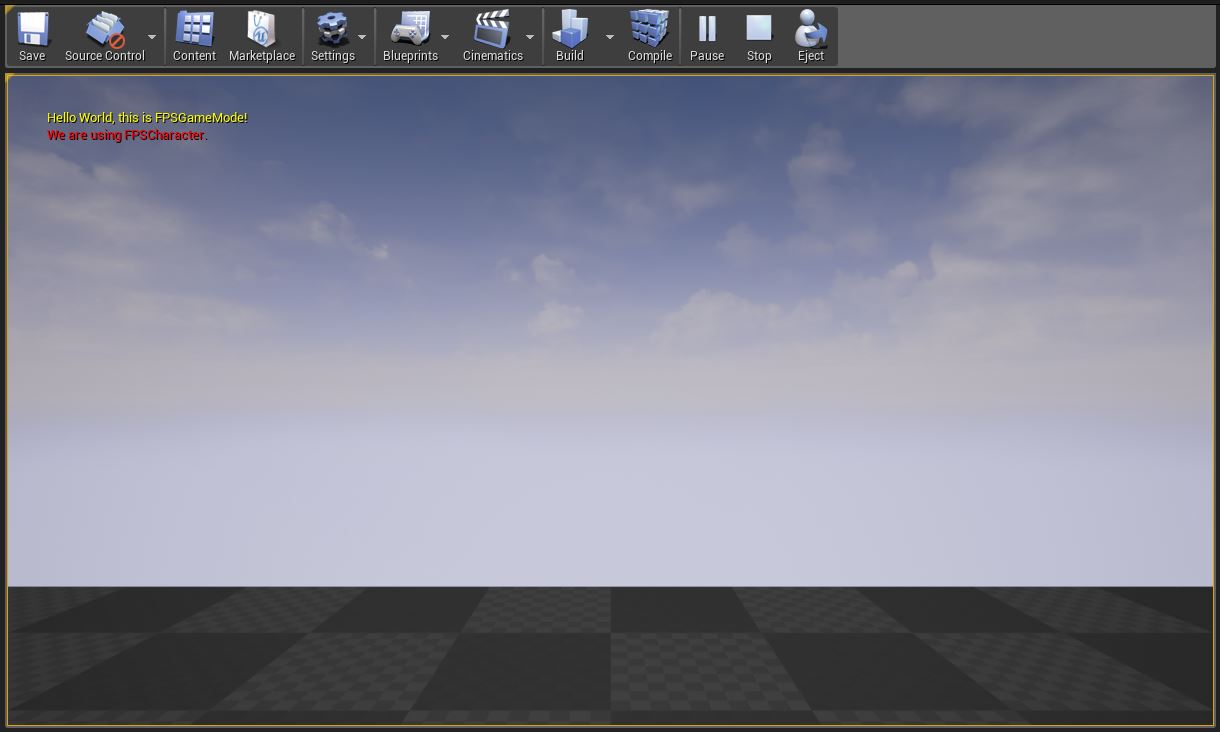 Save Source Control Content Marketplace Settings Blueprints Cinematics Build Compile Pause Stop Eject
Hello World, this is FPSGameMode!
We are using FPSCharacter.